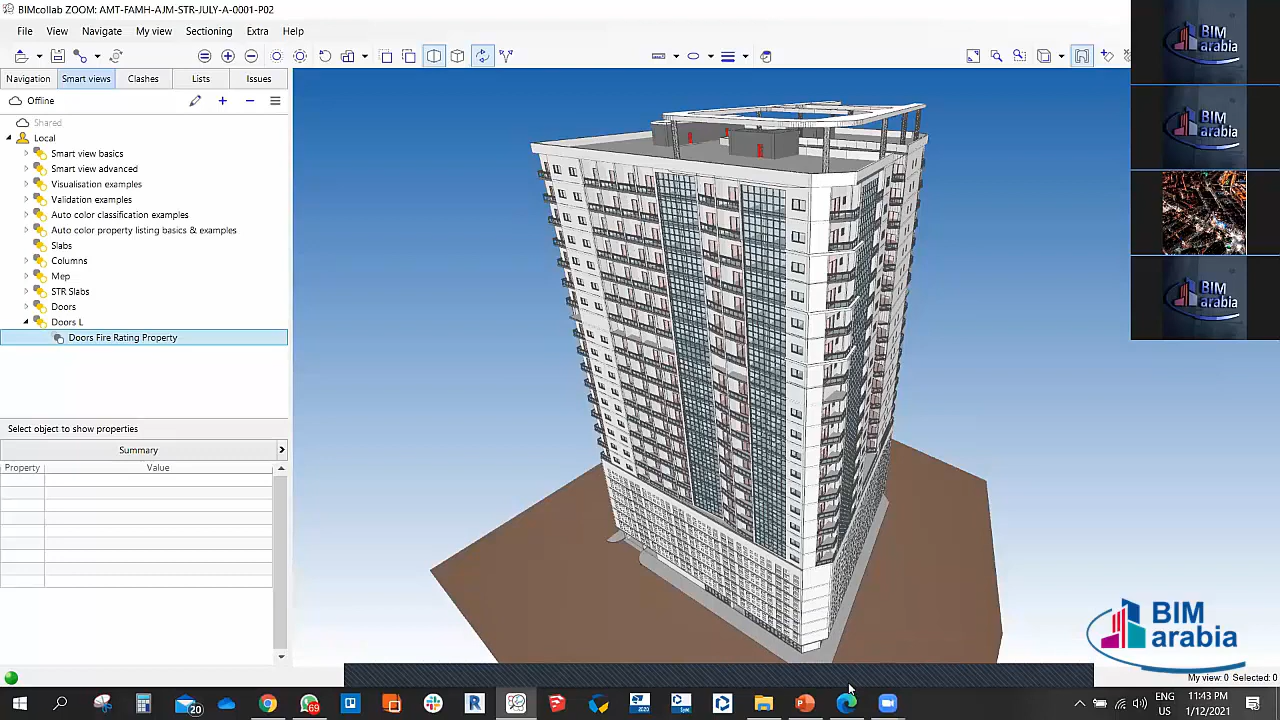 BIMcollab ZOOM: AMT-FAMH-AJM-STR-JULY-A-0001-P02
File View Navigate My view Sectioning Extra Help
Navigation Smart views Clashes Lists Issues
Offline
Shared
Local
Smart view basics
Smart view advanced
Visualisation examples
Validation examples
Auto color classification examples
Auto color property listing basics & examples
Slabs
Columns
Mep
STR Slabs
Doors
Doors L
Doors Fire Rating Property
Select object to show properties
Summary
Property Value
BIM
arabia
BIM
arabia
BIM
arabia
BIM
arabia
My view: 0 Selected: 0
20
69
R
2020
ENG
US
11:43 PM
1/12/2021